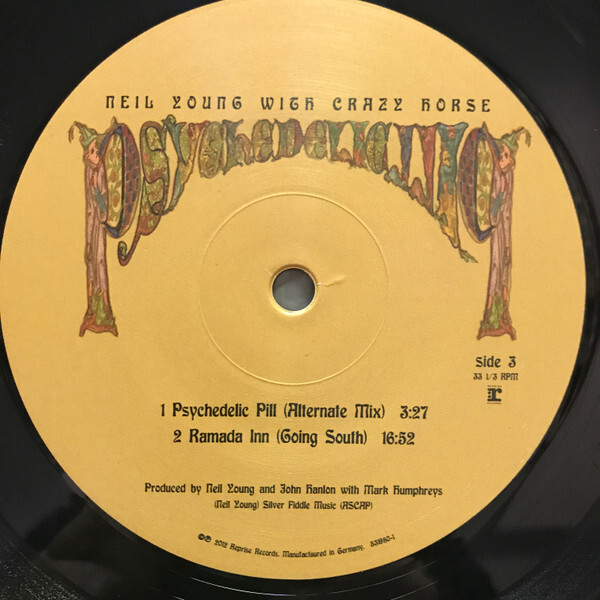 NEIL YOUNG WITH CRAZY HORSE
PSYCHEDELIC PILL
Side 3
33 1/3 RPM
r
1 Psychedelic Pill (Alternate Mix) 3:27
2 Ramada Inn (Going South) 16:52
Produced by Neil Young and John Hanlon with Mark Humphreys
(Neil Young) Silver Fiddle Music (ASCAP)
©℗ 2012 Reprise Records. Manufactured in Germany. 531980-1